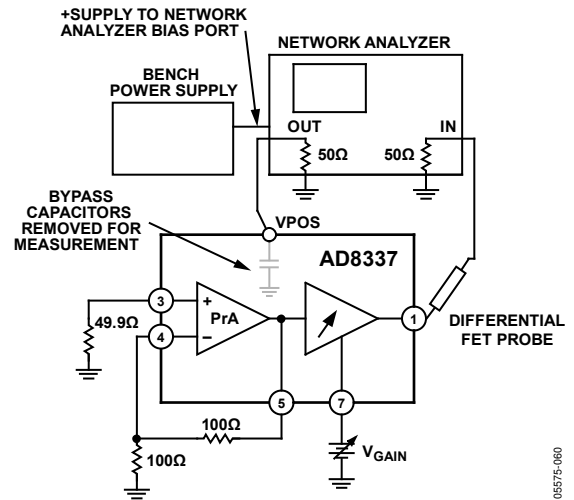 +SUPPLY TO NETWORK
ANALYZER BIAS PORT
NETWORK ANALYZER
BENCH
POWER SUPPLY
OUT
IN
50Ω
50Ω
BYPASS
CAPACITORS
REMOVED FOR
MEASUREMENT
VPOS
AD8337
3
+
PrA
49.9Ω
4
−
1
DIFFERENTIAL
FET PROBE
5
7
100Ω
100Ω
VGAIN
05575-060